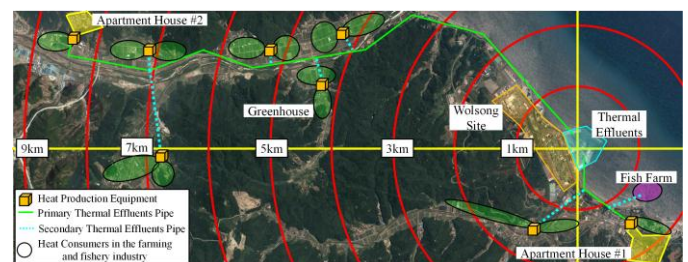 Apartment House #2
Greenhouse
Wolsong
Site
Thermal
Effluents
9km
7km
5km
3km
1km
Fish Farm
Apartment House #1
Heat Production Equipment
Primary Thermal Effluents Pipe
Secondary Thermal Effluents Pipe
Heat Consumers in the farming
and fishery industry